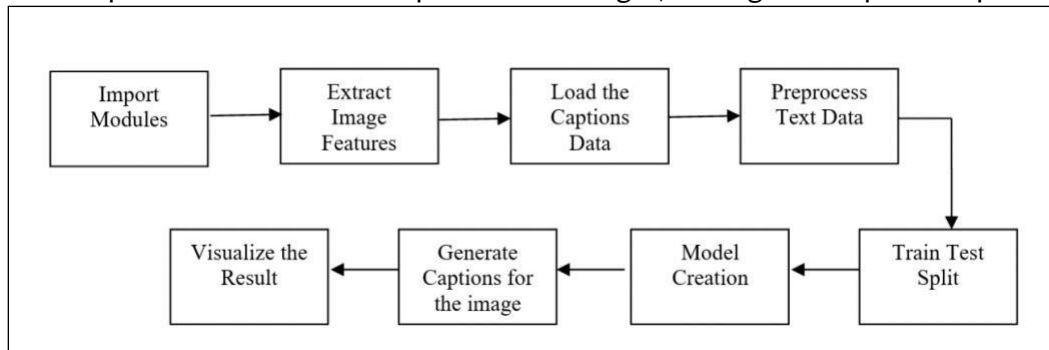 Import
Modules
Extract
Image
Features
Load the
Captions
Data
Preprocess
Text Data
Train Test
Split
Model
Creation
Generate
Captions for
the image
Visualize the
Result